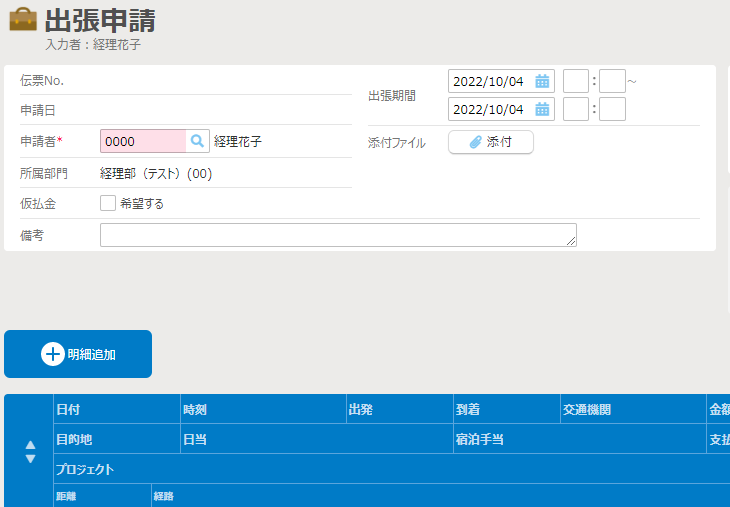 出張申請
入力者：経理花子
伝票No.
申請日
申請者* 0000 経理花子
所属部門 経理部（テスト）(00)
仮払金 希望する
備考
出張期間 2022/10/04 : ～
2022/10/04 :
添付ファイル 添付
明細追加
日付 時刻 出発 到着 交通機関 金額
目的地 日当 宿泊手当 支払
プロジェクト
距離 経路